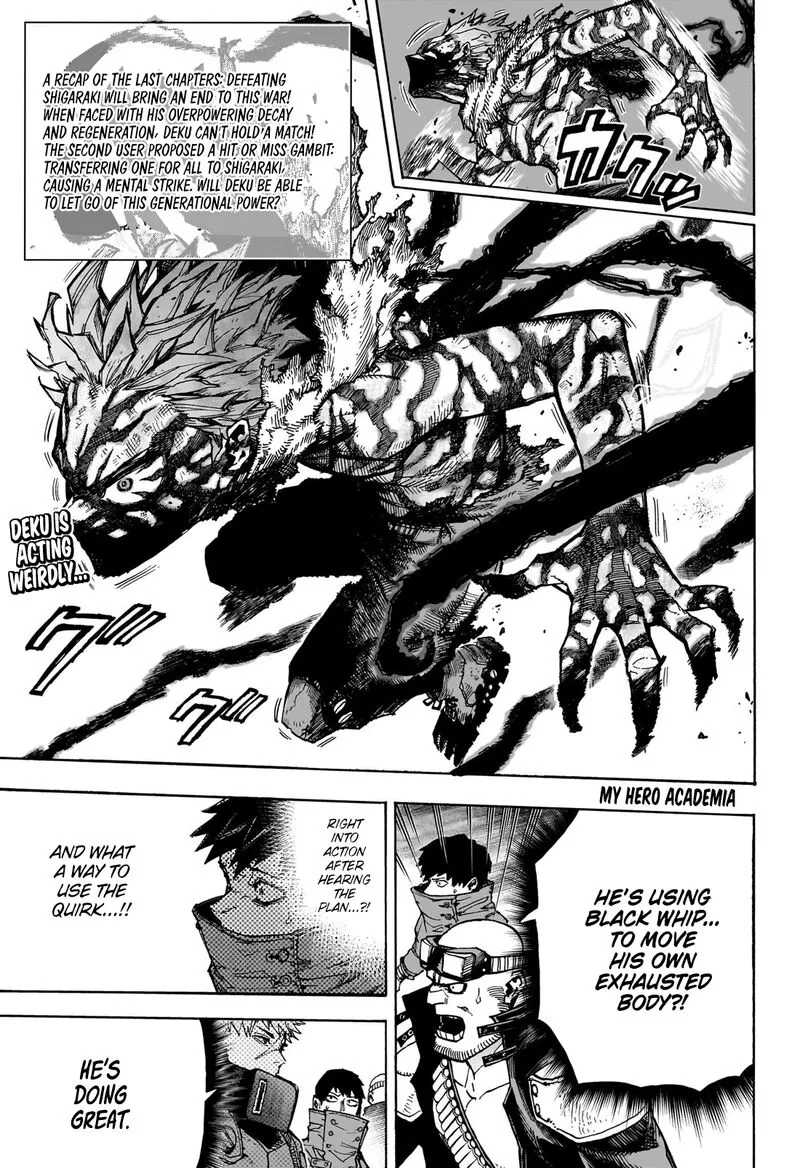 A RECAP OF THE LAST CHAPTERS: DEFEATING
SHIGARAKI WILL BRING AN END TO THIS WAR!
WHEN FACED WITH HIS OVERPOWERING DECAY
AND REGENERATION, DEKU CAN'T HOLD A MATCH!
THE SECOND USER PROPOSED A HIT OR MISS GAMBIT:
TRANSFERRING ONE FOR ALL TO SHIGARAKI,
CAUSING A MENTAL STRIKE. WILL DEKU BE ABLE
TO LET GO OF THIS GENERATIONAL POWER?
カクッ
DEKU IS
ACTING
WEIRDLY...
ググ
MY HERO ACADEMIA
HE'S USING
BLACK WHIP...
TO MOVE
HIS OWN
EXHAUSTED
BODY?!
RIGHT
INTO
ACTION
AFTER
HEARING
THE
PLAN...?!
AND WHAT
A WAY TO
USE THE
QUIRK...!!
HE'S
DOING
GREAT.